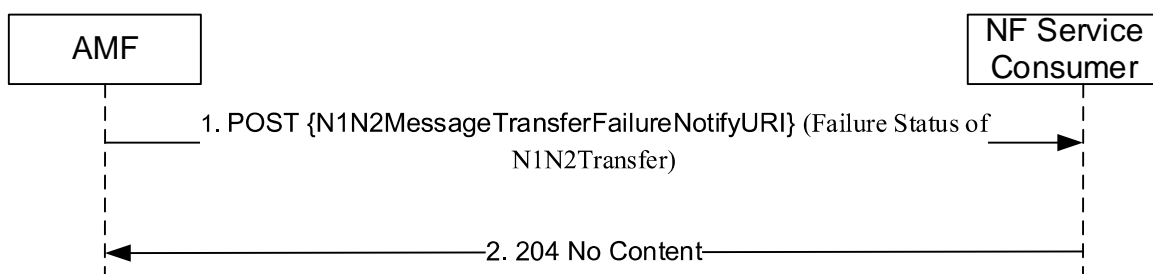 AMF
NF Service
Consumer
1. POST {N1N2MessageTransferFailureNotifyURI} (Failure Status of
N1N2Transfer)
2. 204 No Content